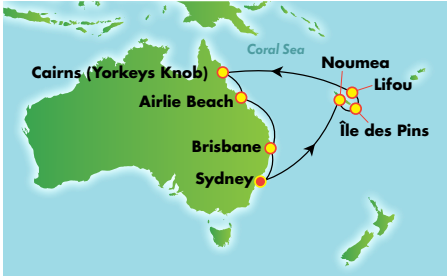 Coral Sea
Noumea
Cairns (Yorkeys Knob)
Lifou
Airlie Beach
Île des Pins
Brisbane
Sydney